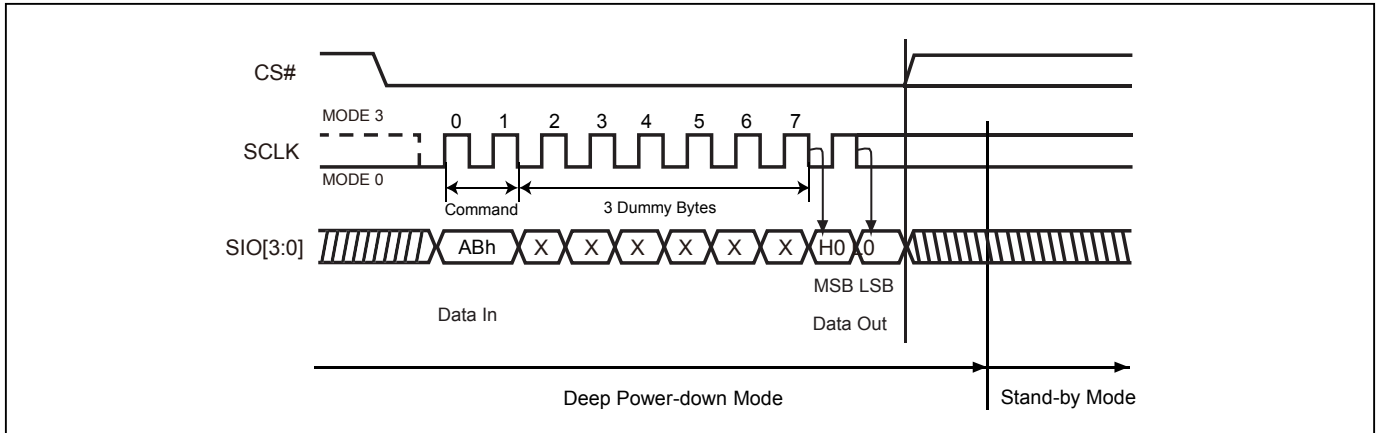 CS#
MODE 3
0 1 2 3 4 5 6 7
SCLK
MODE 0
Command
3 Dummy Bytes
SIO[3:0]
ABh X X X X X X H0 L0
MSB LSB
Data In
Data Out
Deep Power-down Mode
Stand-by Mode